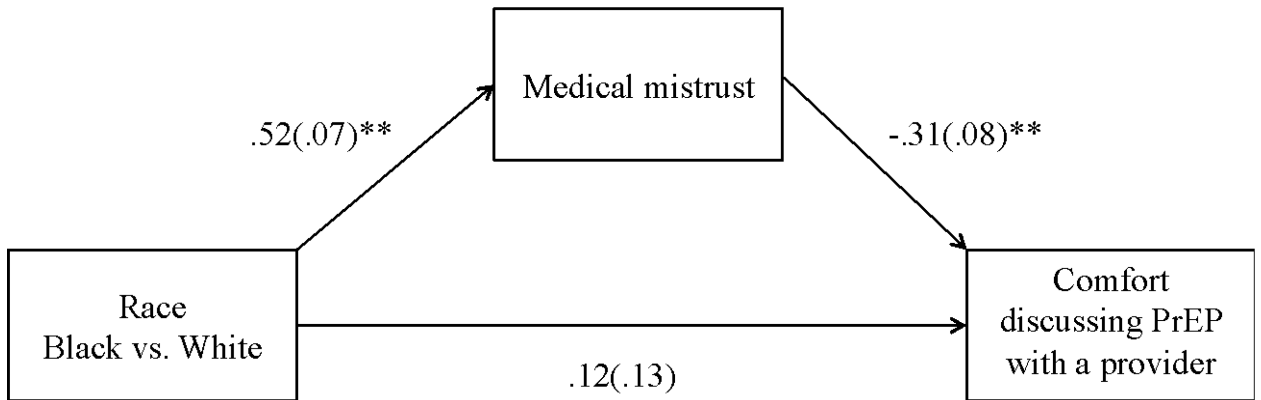 Medical mistrust
.52(.07)**
-.31(.08)**
Race
Black vs. White
Comfort
discussing PrEP
with a provider
.12(.13)